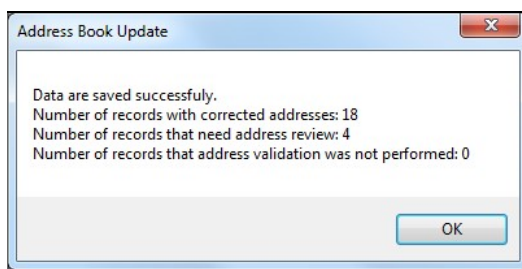 Address Book Update
Data are saved successfuly.
Number of records with corrected addresses: 18
Number of records that need address review: 4
Number of records that address validation was not performed: 0
OK